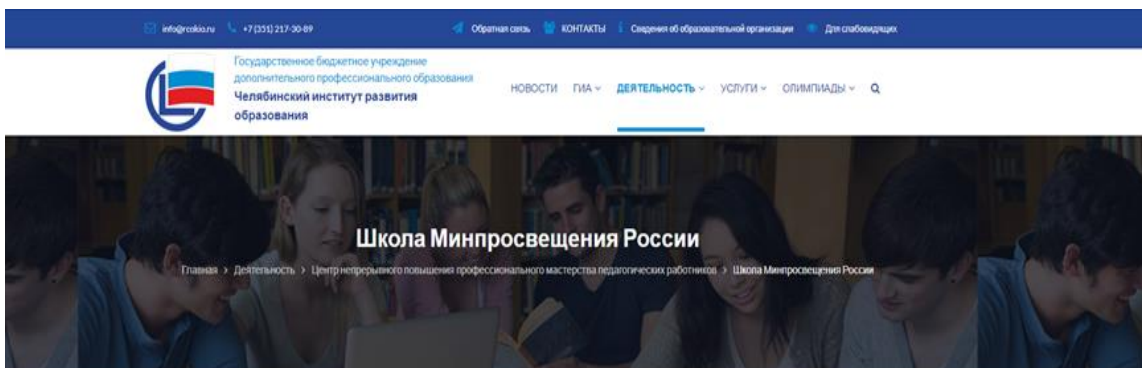 info@rcokio.ru +7 (351) 217-30-89 Обратная связь КОНТАКТЫ Сведения об образовательной организации Для слабовидящих
Государственное бюджетное учреждение
дополнительного профессионального образования
Челябинский институт развития
образования
НОВОСТИ ГИА ДЕЯТЕЛЬНОСТЬ УСЛУГИ ОЛИМПИАДЫ
Школа Минпросвещения России
Главная > Деятельность > Центр непрерывного повышения профессионального мастерства педагогических работников > Школа Минпросвещения России